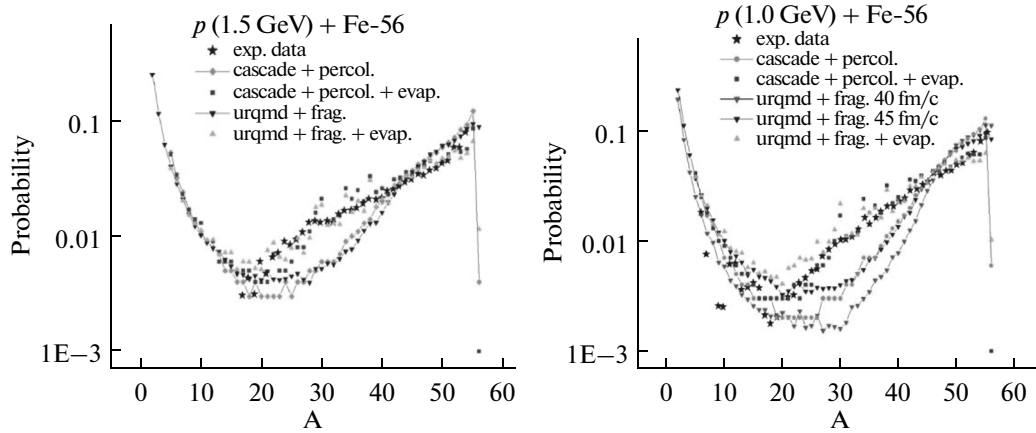 p (1.5 GeV) + Fe-56
exp. data
cascade + percol.
cascade + percol. + evap.
urqmd + frag.
urqmd + frag. + evap.
Probability
0.1
0.01
1E−3
0 10 20 30 40 50 60
A
p (1.0 GeV) + Fe-56
exp. data
cascade + percol.
cascade + percol. + evap.
urqmd + frag. 40 fm/c
urqmd + frag. 45 fm/c
urqmd + frag. + evap.
Probability
0.1
0.01
1E−3
0 10 20 30 40 50 60
A